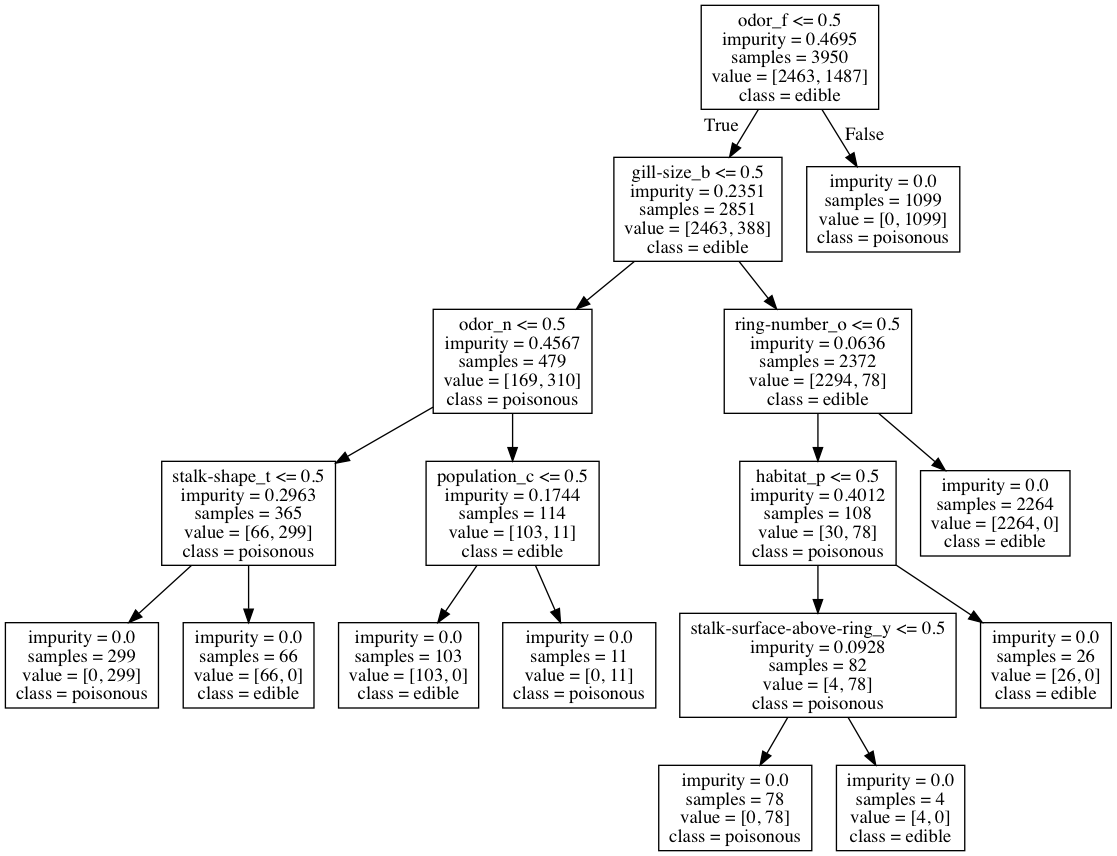 odor_f <= 0.5
impurity = 0.4695
samples = 3950
value = [2463, 1487]
class = edible
True
False
gill-size_b <= 0.5
impurity = 0.2351
samples = 2851
value = [2463, 388]
class = edible
impurity = 0.0
samples = 1099
value = [0, 1099]
class = poisonous
odor_n <= 0.5
impurity = 0.4567
samples = 479
value = [169, 310]
class = poisonous
ring-number_o <= 0.5
impurity = 0.0636
samples = 2372
value = [2294, 78]
class = edible
stalk-shape_t <= 0.5
impurity = 0.2963
samples = 365
value = [66, 299]
class = poisonous
population_c <= 0.5
impurity = 0.1744
samples = 114
value = [103, 11]
class = edible
habitat_p <= 0.5
impurity = 0.4012
samples = 108
value = [30, 78]
class = poisonous
impurity = 0.0
samples = 2264
value = [2264, 0]
class = edible
impurity = 0.0
samples = 299
value = [0, 299]
class = poisonous
impurity = 0.0
samples = 66
value = [66, 0]
class = edible
impurity = 0.0
samples = 103
value = [103, 0]
class = edible
impurity = 0.0
samples = 11
value = [0, 11]
class = poisonous
stalk-surface-above-ring_y <= 0.5
impurity = 0.0928
samples = 82
value = [4, 78]
class = poisonous
impurity = 0.0
samples = 26
value = [26, 0]
class = edible
impurity = 0.0
samples = 78
value = [0, 78]
class = poisonous
impurity = 0.0
samples = 4
value = [4, 0]
class = edible